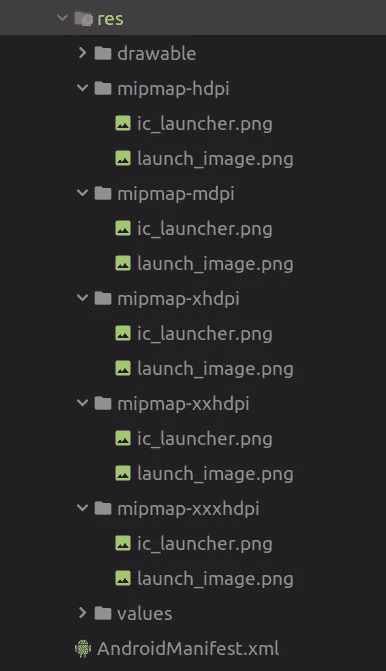 res
drawable
mipmap-hdpi
ic_launcher.png
launch_image.png
mipmap-mdpi
ic_launcher.png
launch_image.png
mipmap-xhdpi
ic_launcher.png
launch_image.png
mipmap-xxhdpi
ic_launcher.png
launch_image.png
mipmap-xxxhdpi
ic_launcher.png
launch_image.png
values
AndroidManifest.xml